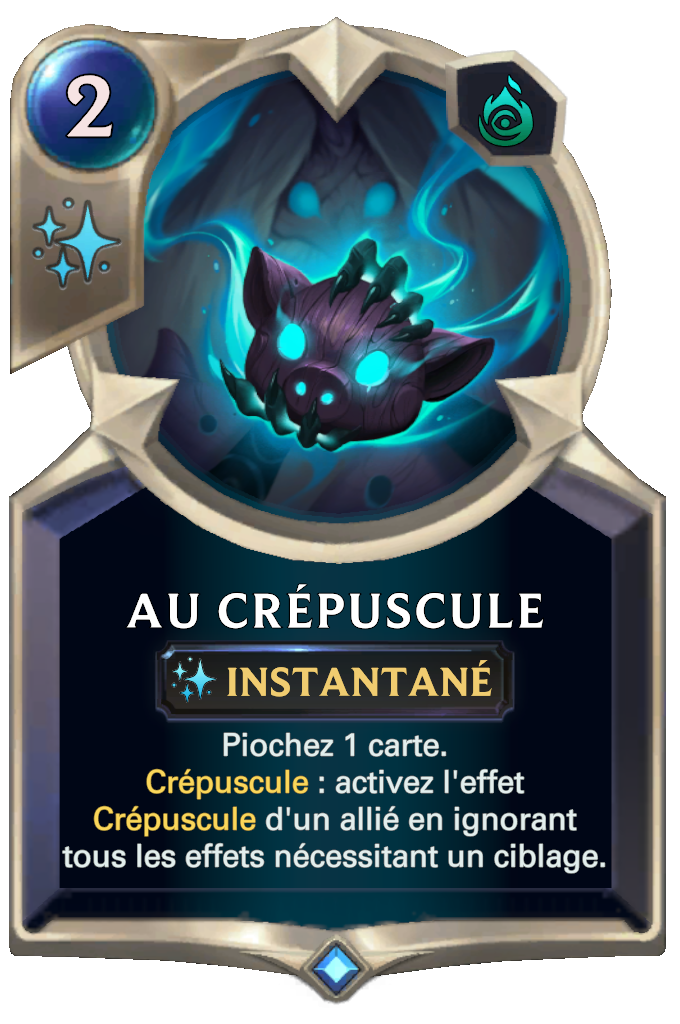 2
AU CRÉPUSCULE
INSTANTANÉ
Piochez 1 carte.
Crépuscule : activez l'effet
Crépuscule d'un allié en ignorant
tous les effets nécessitant un ciblage.